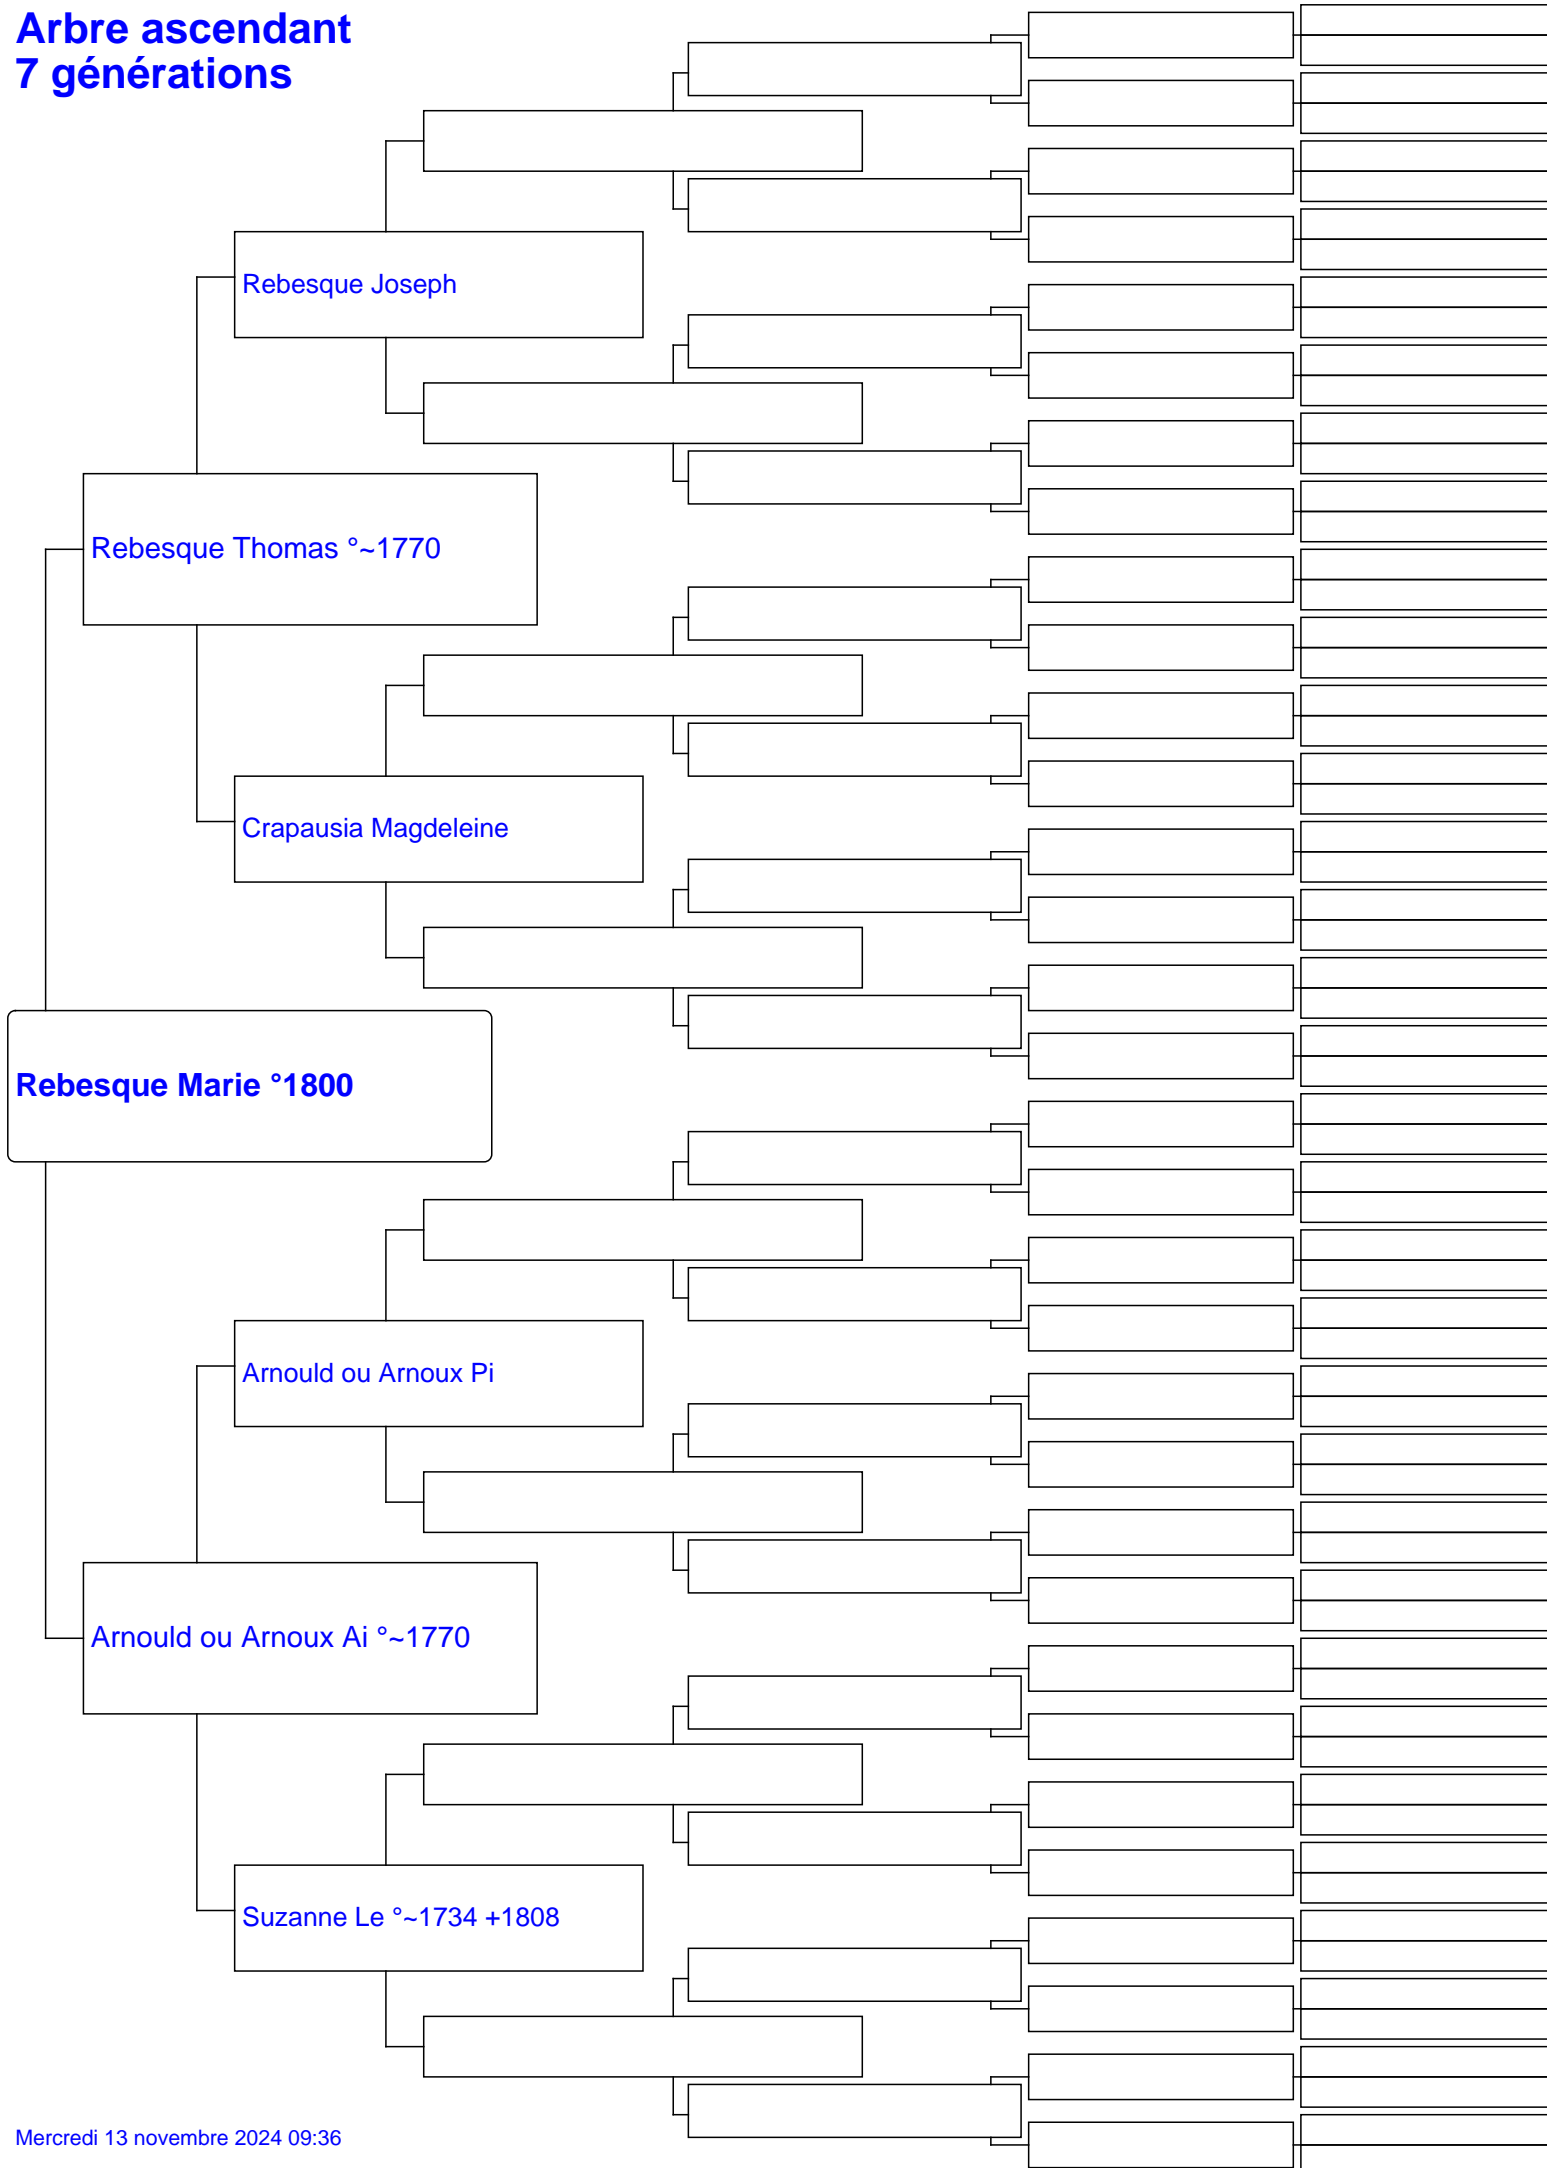 Arbre ascendant
7 générations
Rebesque Joseph
Rebesque Thomas °~1770
Crapausia Magdeleine
Rebesque Marie °1800
Arnould ou Arnoux Pi
Arnould ou Arnoux Ai °~1770
Suzanne Le °~1734 +1808
Mercredi 13 novembre 2024 09:36